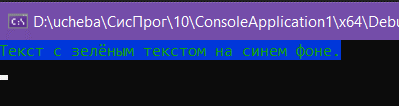 D:\ucheba\СисПрог\10\ConsoleApplication1\x64\Debu
Текст с зелёным текстом на синем фоне.